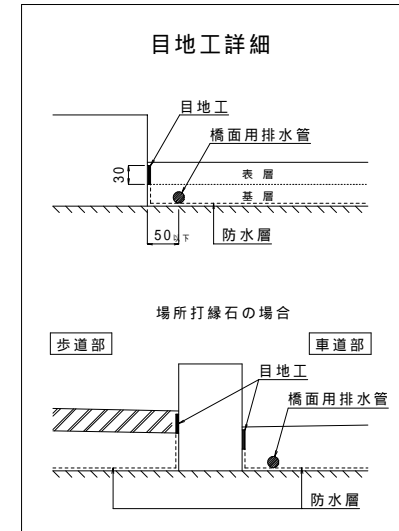 目地工詳細
目地工
橋面用排水管
30
表層
基層
50以下
防水層
場所打縁石の場合
歩道部
車道部
目地工
橋面用排水管
防水層